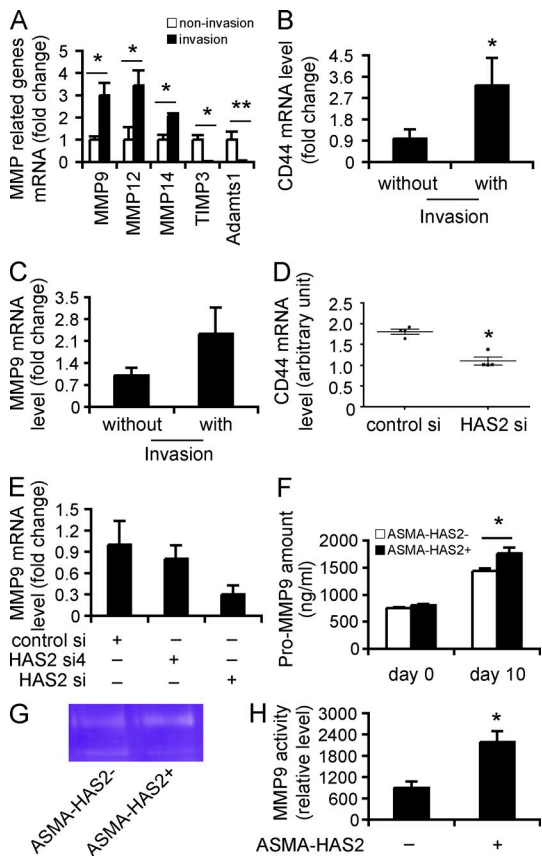 A
non-invasion
invasion
MMP related genes
mRNA (fold change)
5
4
3
2
1
0
* * * * **
MMP9
MMP12
MMP14
TIMP3
Adamts1
B
CD44 mRNA level
(fold change)
4.5
3.6
2.7
1.8
0.9
0
*
without with
Invasion
C
MMP9 mRNA
level (fold change)
3.5
2.8
2.1
1.4
0.7
0
without with
Invasion
D
CD44 mRNA
level (arbitrary unit)
2.5
2.0
1.5
1.0
0
*
control si HAS2 si
E
MMP9 mRNA
level (fold change)
1.5
1.2
0.9
0.6
0.3
0
control si + – –
HAS2 si4 – + –
HAS2 si – – +
F
ASMA-HAS2-
ASMA-HAS2+
Pro-MMP9 amount
(ng/ml)
2000
1500
1000
500
0
*
day 0 day 10
G
ASMA-HAS2-
ASMA-HAS2+
H
MMP9 activity
(relative level)
3000
2400
1800
1200
600
0
*
ASMA-HAS2 – +